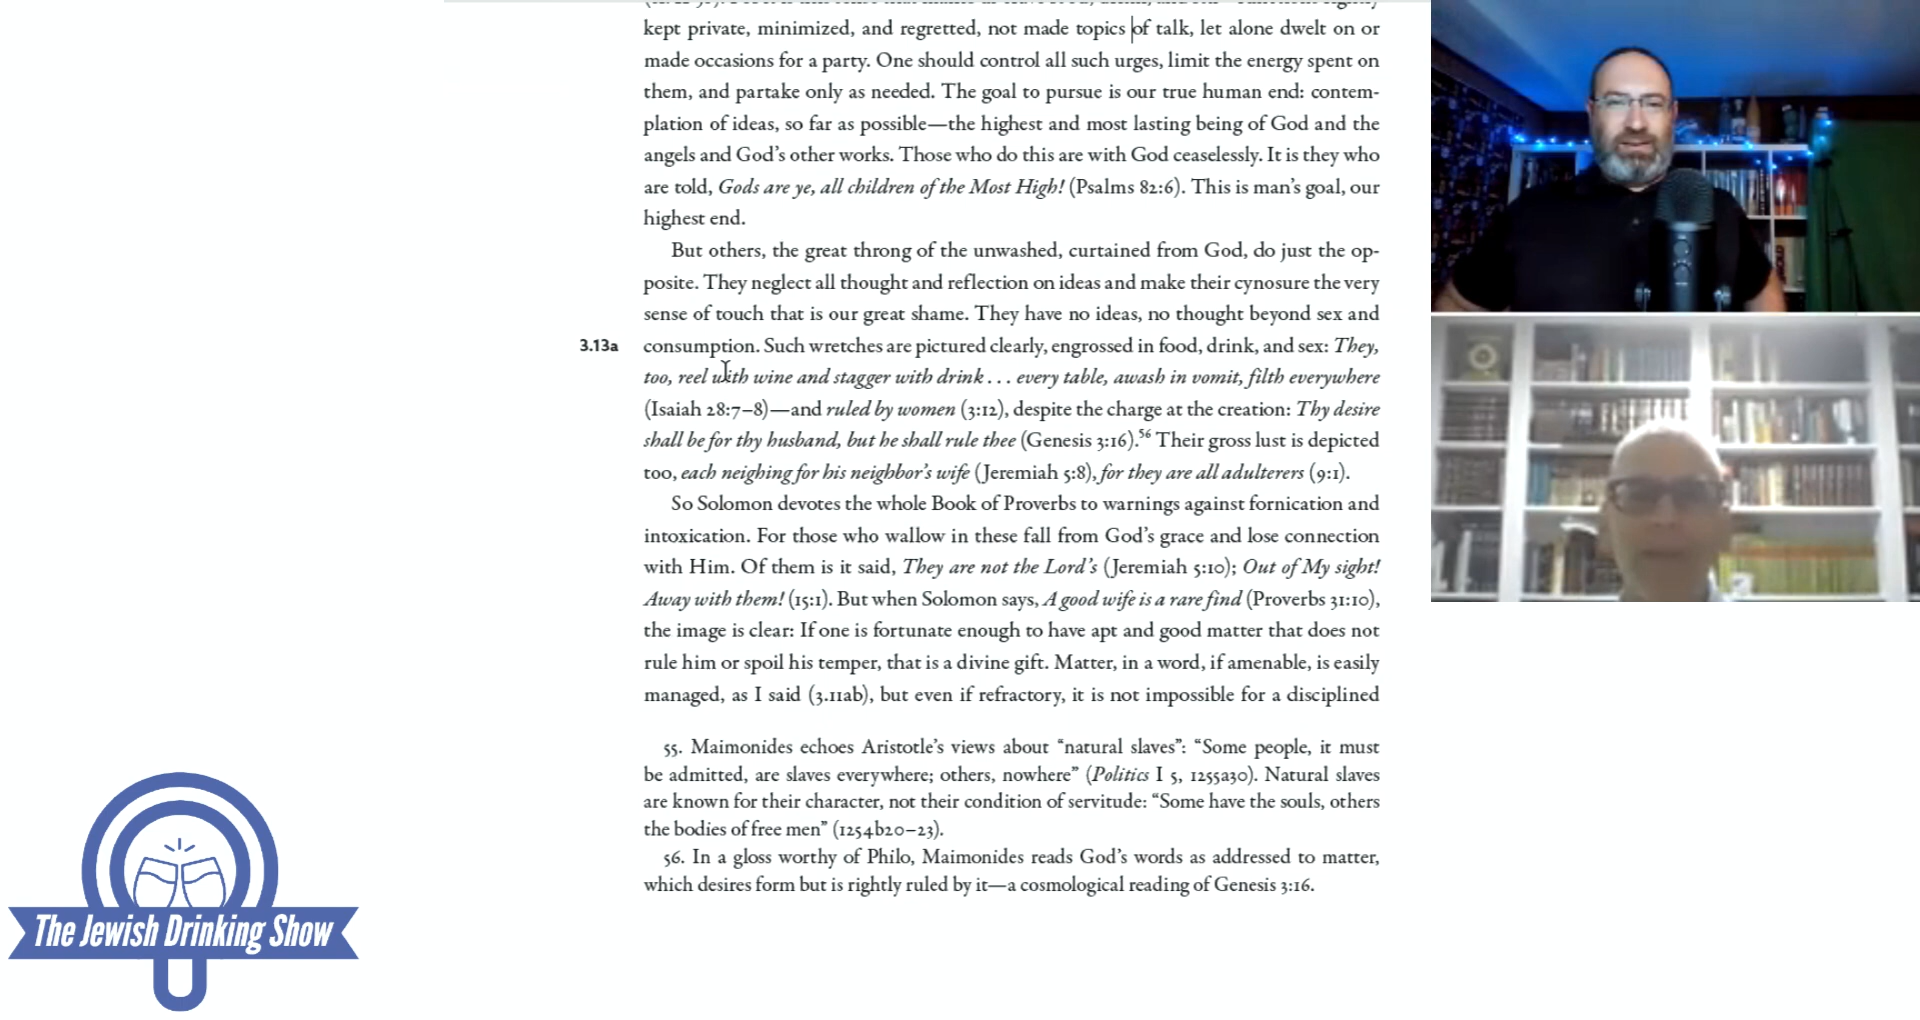 kept private, minimized, and regretted, not made topics of talk, let alone dwelt on or
made occasions for a party. One should control all such urges, limit the energy spent on
them, and partake only as needed. The goal to pursue is our true human end: contem-
plation of ideas, so far as possible—the highest and most lasting being of God and the
angels and God's other works. Those who do this are with God ceaselessly. It is they who
are told, Gods are ye, all children of the Most High! (Psalms 82:6). This is man's goal, our
highest end.
But others, the great throng of the unwashed, curtained from God, do just the op-
posite. They neglect all thought and reflection on ideas and make their cynosure the very
sense of touch that is our great shame. They have no ideas, no thought beyond sex and
3.13a consumption. Such wretches are pictured clearly, engrossed in food, drink, and sex: They,
too, reel with wine and stagger with drink . . . every table, awash in vomit, filth everywhere
(Isaiah 28:7–8)—and ruled by women (3:12), despite the charge at the creation: Thy desire
shall be for thy husband, but he shall rule thee (Genesis 3:16).56 Their gross lust is depicted
too, each neighing for his neighbor's wife (Jeremiah 5:8), for they are all adulterers (9:1).
So Solomon devotes the whole Book of Proverbs to warnings against fornication and
intoxication. For those who wallow in these fall from God's grace and lose connection
with Him. Of them is it said, They are not the Lord's (Jeremiah 5:10); Out of My sight!
Away with them! (15:1). But when Solomon says, A good wife is a rare find (Proverbs 31:10),
the image is clear: If one is fortunate enough to have apt and good matter that does not
rule him or spoil his temper, that is a divine gift. Matter, in a word, if amenable, is easily
managed, as I said (3.11ab), but even if refractory, it is not impossible for a disciplined
55. Maimonides echoes Aristotle's views about "natural slaves": "Some people, it must
be admitted, are slaves everywhere; others, nowhere" (Politics I 5, 1255a30). Natural slaves
are known for their character, not their condition of servitude: "Some have the souls, others
the bodies of free men" (1254b20–23).
56. In a gloss worthy of Philo, Maimonides reads God's words as addressed to matter,
which desires form but is rightly ruled by it—a cosmological reading of Genesis 3:16.
The Jewish Drinking Show